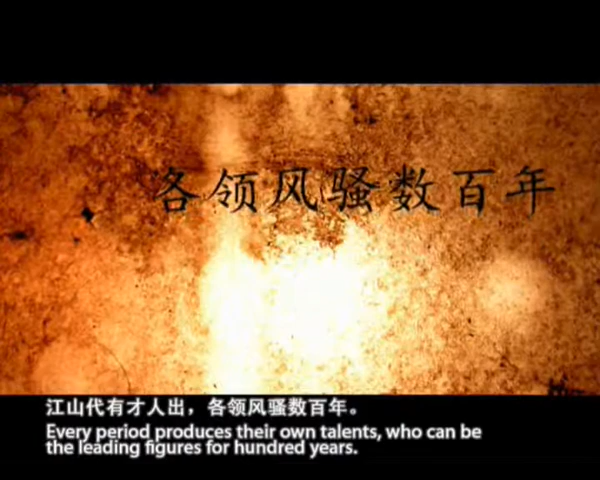 各领风骚数百年
江山代有才人出，各领风骚数百年。
Every period produces their own talents, who can be
the leading figures for hundred years.